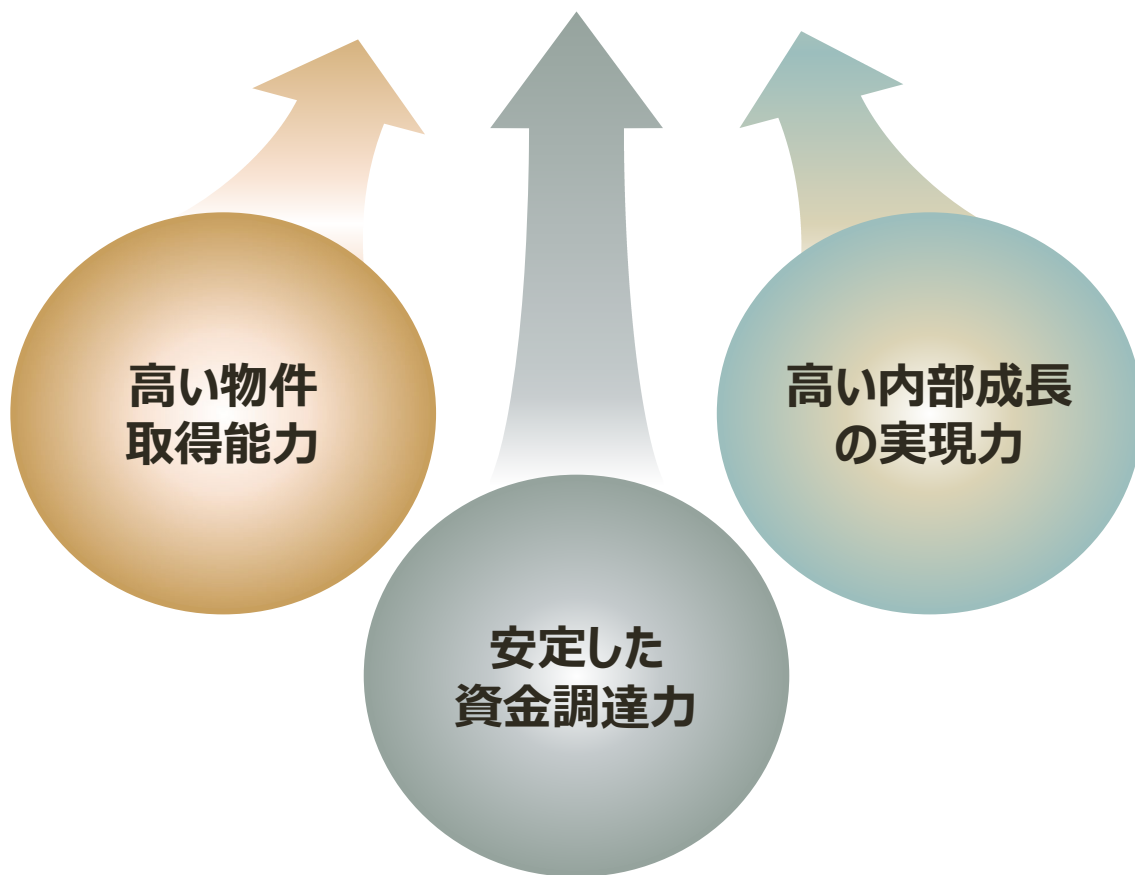 高い物件
取得能力
高い内部成長
の実現力
安定した
資金調達力